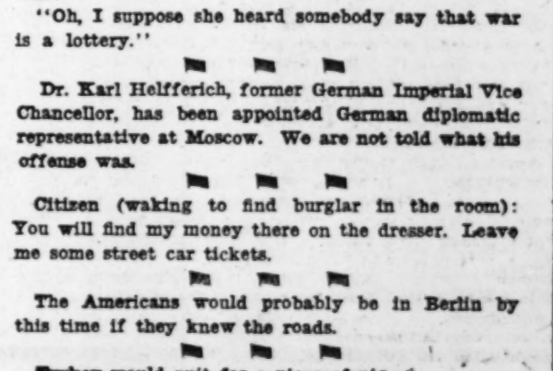 "Oh, I suppose she heard somebody say that war
is a lottery."
Dr. Karl Helfferich, former German Imperial Vice
Chancellor, has been appointed German diplomatic
representative at Moscow. We are not told what his
offense was.
Citizen (waking to find burglar in the room):
You will find my money there on the dresser. Leave
me some street car tickets.
The Americans would probably be in Berlin by
this time if they knew the roads.